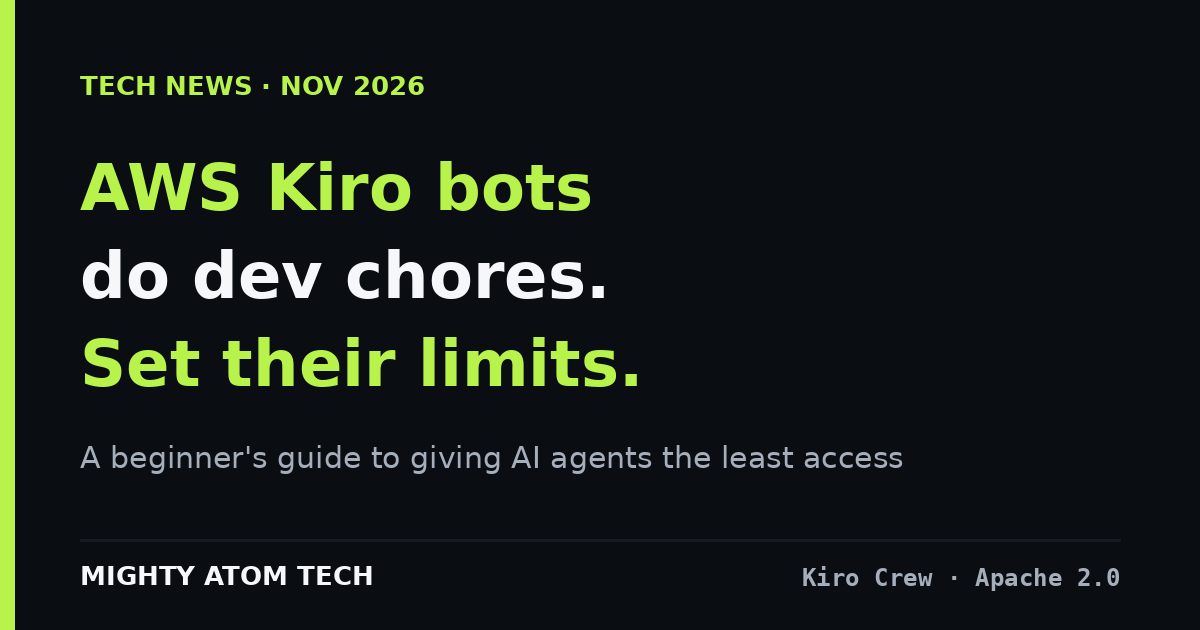 TECH NEWS · NOV 2026
AWS Kiro bots
do dev chores.
Set their limits.
A beginner's guide to giving AI agents the least access
MIGHTY ATOM TECH
Kiro Crew · Apache 2.0